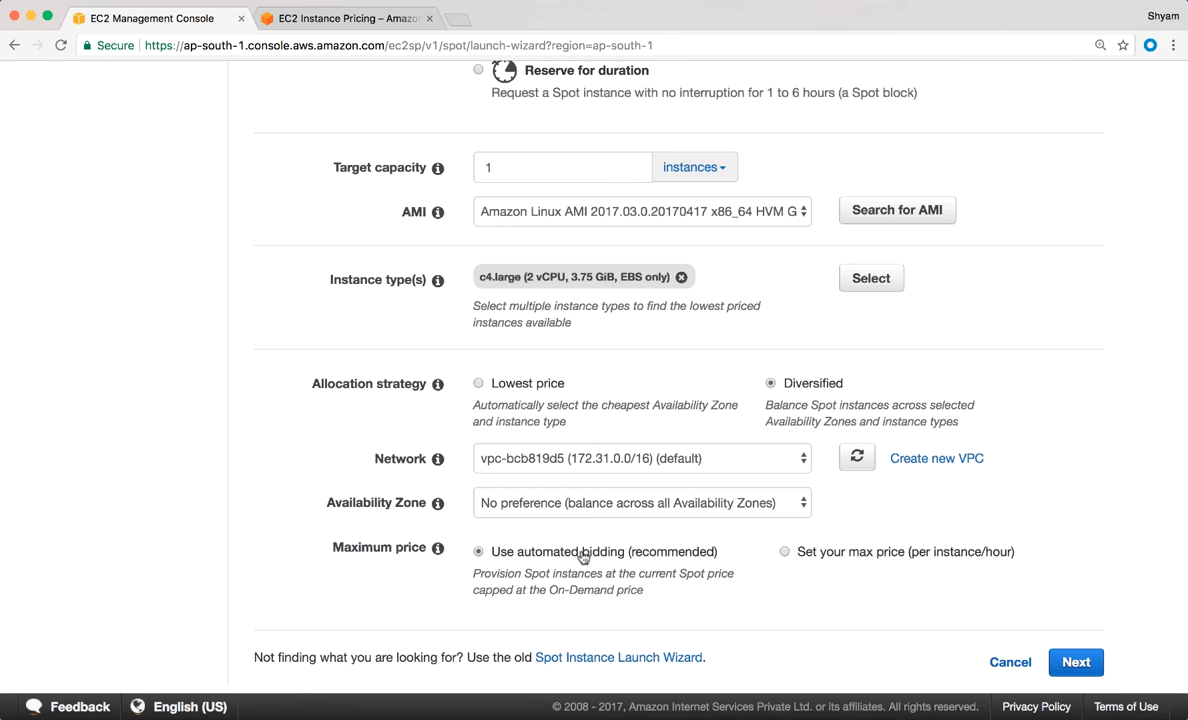 EC2 Management Console
EC2 Instance Pricing – Amazo
Shyam
Secure
https://ap-south-1.console.aws.amazon.com/ec2sp/v1/spot/launch-wizard?region=ap-south-1
Reserve for duration
Request a Spot instance with no interruption for 1 to 6 hours (a Spot block)
Target capacity
1
instances
AMI
Amazon Linux AMI 2017.03.0.20170417 x86_64 HVM G
Search for AMI
Instance type(s)
c4.large (2 vCPU, 3.75 GiB, EBS only)
Select
Select multiple instance types to find the lowest priced
instances available
Allocation strategy
Lowest price
Diversified
Automatically select the cheapest Availability Zone
and instance type
Balance Spot instances across selected
Availability Zones and instance types
Network
vpc-bcb819d5 (172.31.0.0/16) (default)
Create new VPC
Availability Zone
No preference (balance across all Availability Zones)
Maximum price
Use automated bidding (recommended)
Set your max price (per instance/hour)
Provision Spot instances at the current Spot price
capped at the On-Demand price
Not finding what you are looking for? Use the old Spot Instance Launch Wizard.
Cancel
Next
Feedback
English (US)
© 2008 - 2017, Amazon Internet Services Private Ltd. or its affiliates. All rights reserved.
Privacy Policy
Terms of Use